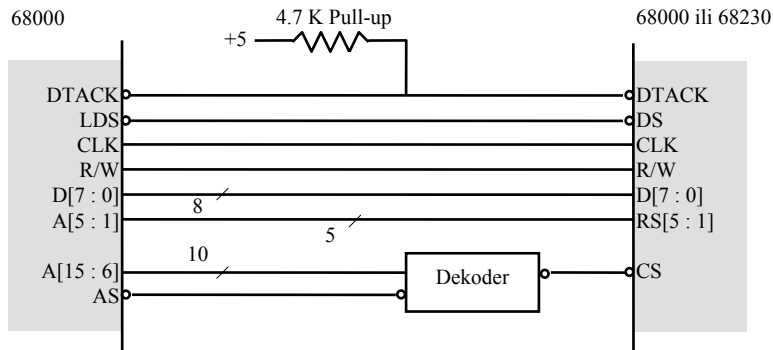 68000
4.7 K Pull-up
68000 ili 68230
+5
DTACK
DTACK
LDS
DS
CLK
CLK
R/W
R/W
D[7 : 0]
8
D[7 : 0]
A[5 : 1]
5
RS[5 : 1]
A[15 : 6]
10
Dekoder
CS
AS